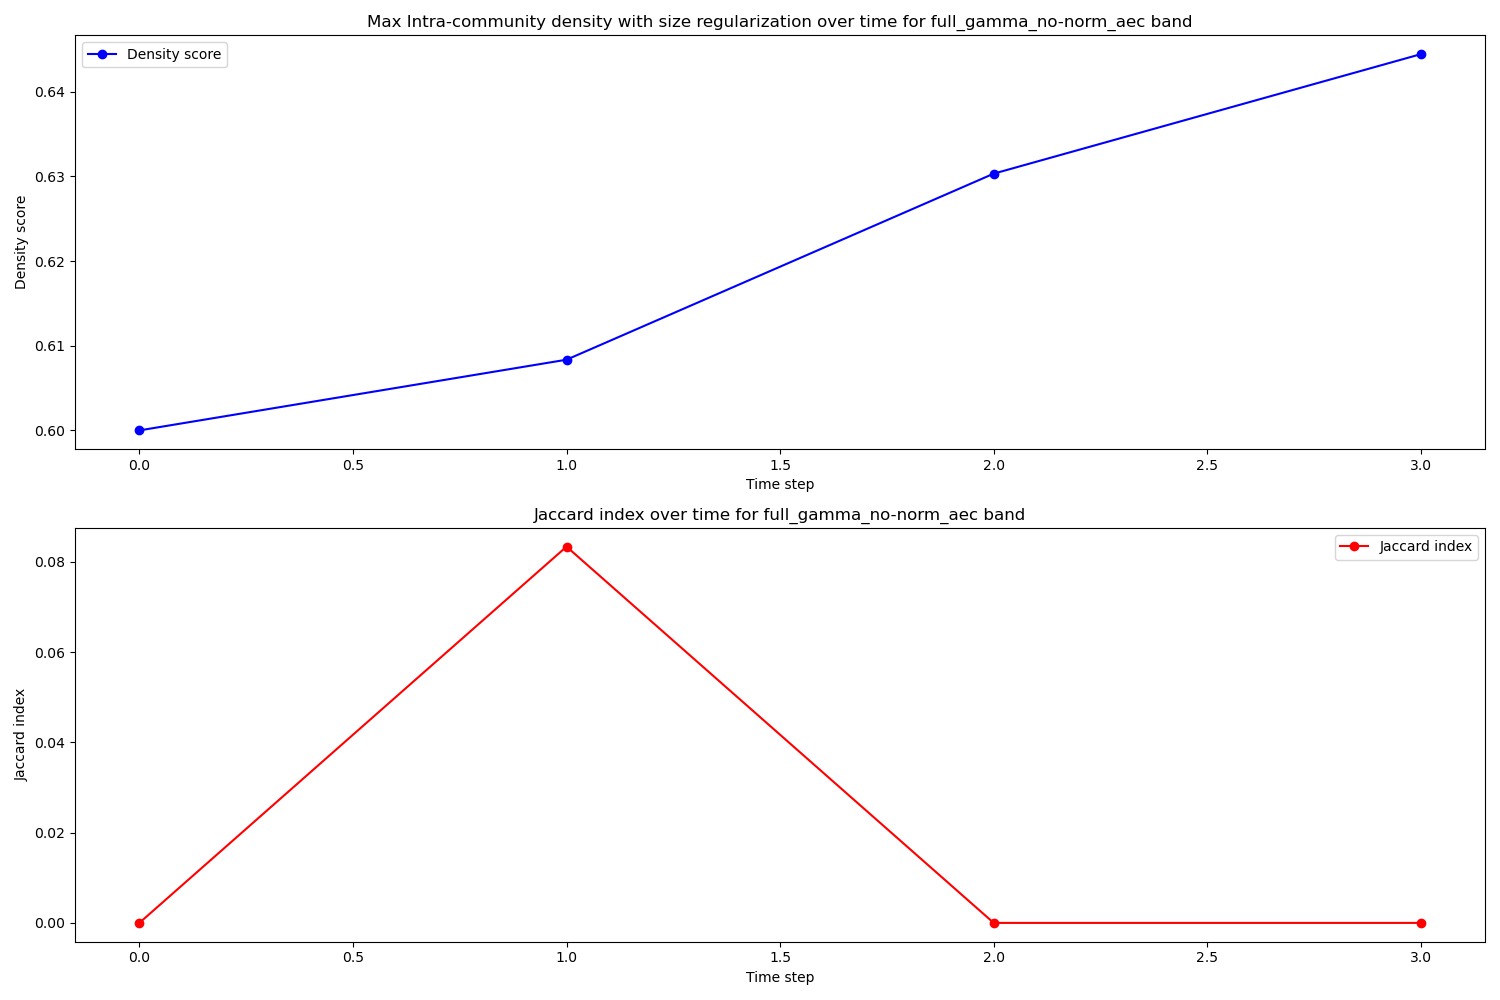 Max Intra-community density with size regularization over time for full_gamma_no-norm_aec band
Density score
0.64
0.63
0.62
0.61
0.60
Density score
0.0 0.5 1.0 1.5 2.0 2.5 3.0
Time step
Jaccard index over time for full_gamma_no-norm_aec band
Jaccard index
0.08
0.06
0.04
0.02
0.00
Jaccard index
0.0 0.5 1.0 1.5 2.0 2.5 3.0
Time step